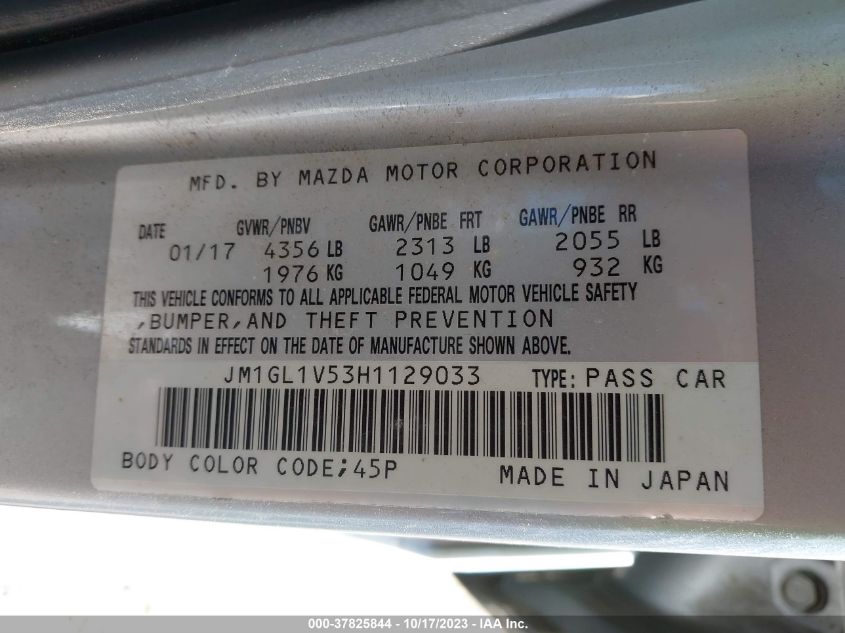 MFD. BY MAZDA MOTOR CORPORATION
DATE GVWR/PNBV GAWR/PNBE FRT GAWR/PNBE RR
01/17 4356 LB 2313 LB 2055 LB
1976 KG 1049 KG 932 KG
THIS VEHICLE CONFORMS TO ALL APPLICABLE FEDERAL MOTOR VEHICLE SAFETY
,BUMPER,AND THEFT PREVENTION
STANDARDS IN EFFECT ON THE DATE OF MANUFACTURE SHOWN ABOVE.
JM1GL1V53H1129033 TYPE: PASS CAR
BODY COLOR CODE;45P MADE IN JAPAN
000-37825844 - 10/17/2023 - IAA Inc.